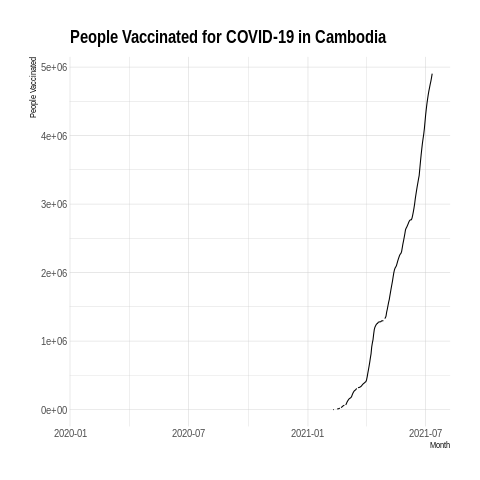 People Vaccinated for COVID-19 in Cambodia
People Vaccinated
5e+06
4e+06
3e+06
2e+06
1e+06
0e+00
2020-01 2020-07 2021-01 2021-07
Month